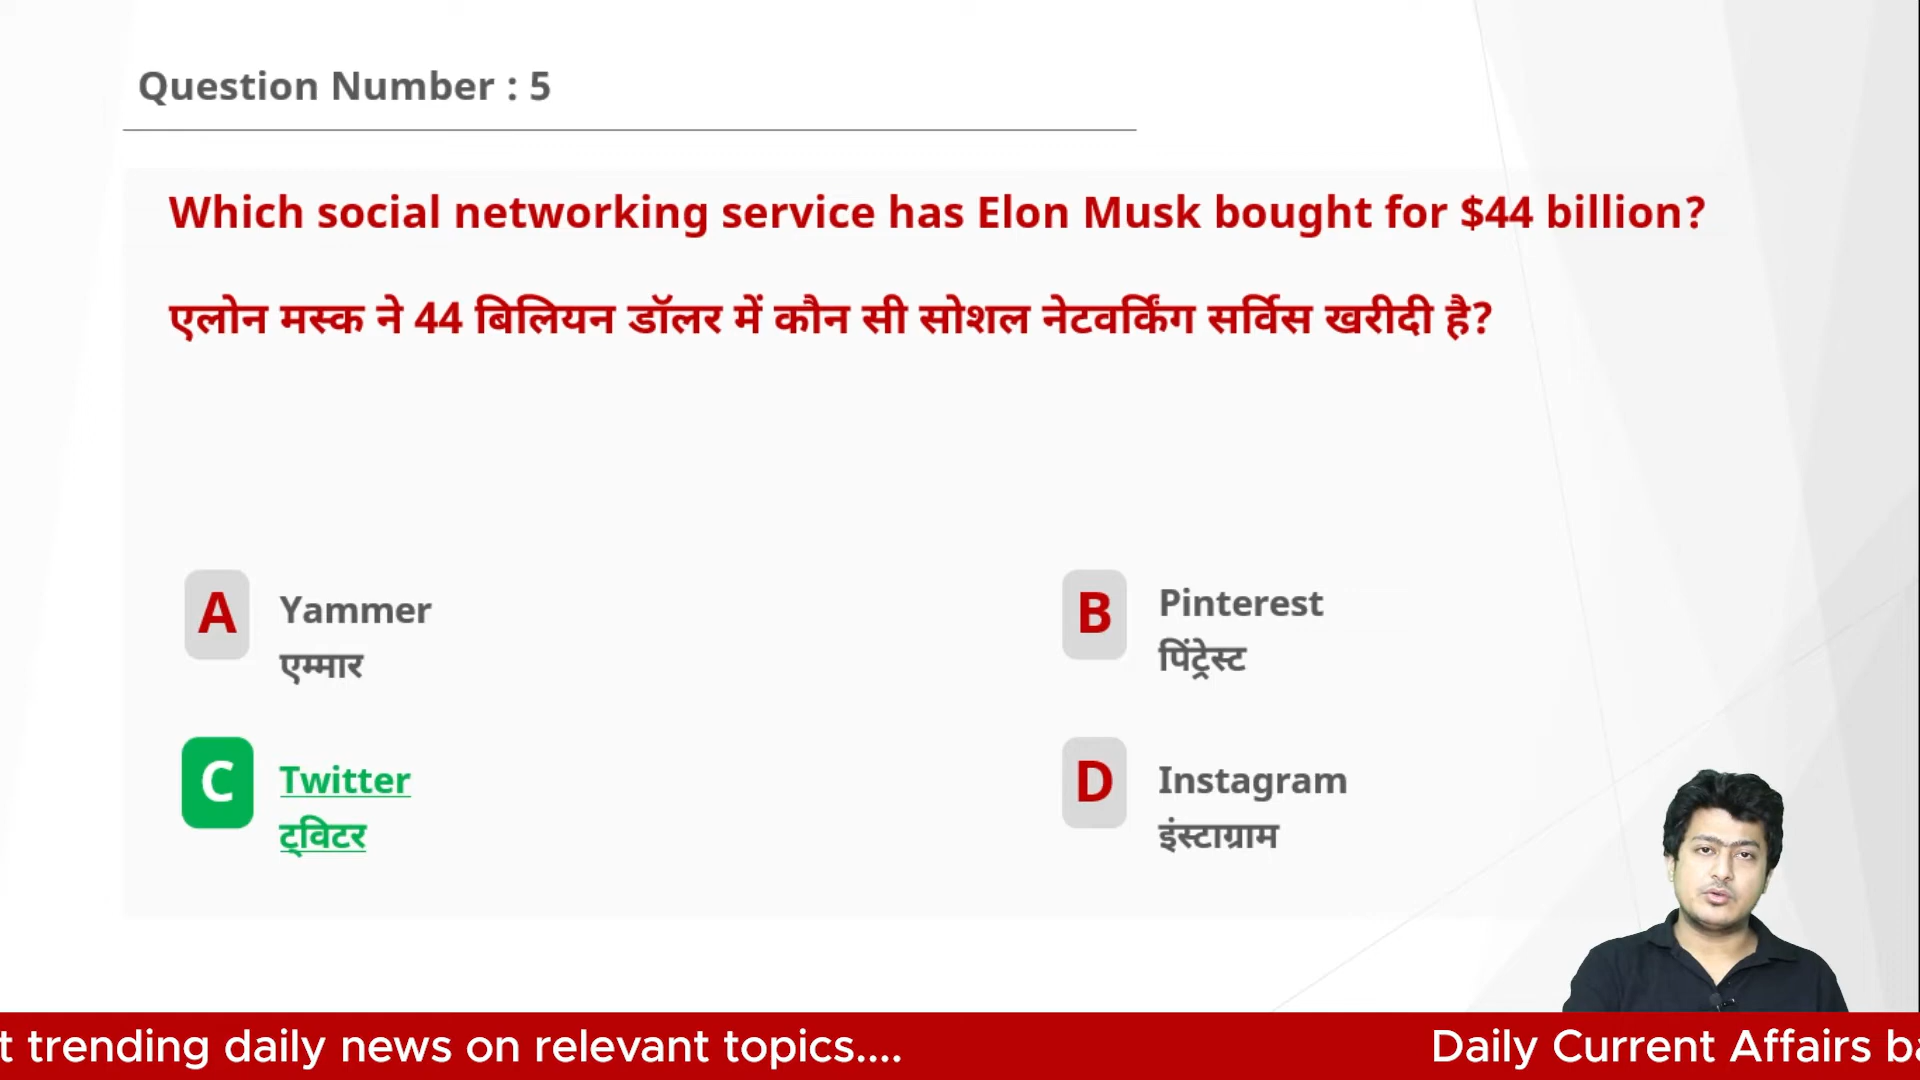 Question Number : 5
Which social networking service has Elon Musk bought for $44 billion?
एलोन मस्क ने 44 बिलियन डॉलर में कौन सी सोशल नेटवर्किंग सर्विस खरीदी है?
A Yammer
एम्मार
B Pinterest
पिंट्रेस्ट
C Twitter
ट्विटर
D Instagram
इंस्टाग्राम
t trending daily news on relevant topics.... Daily Current Affairs ba